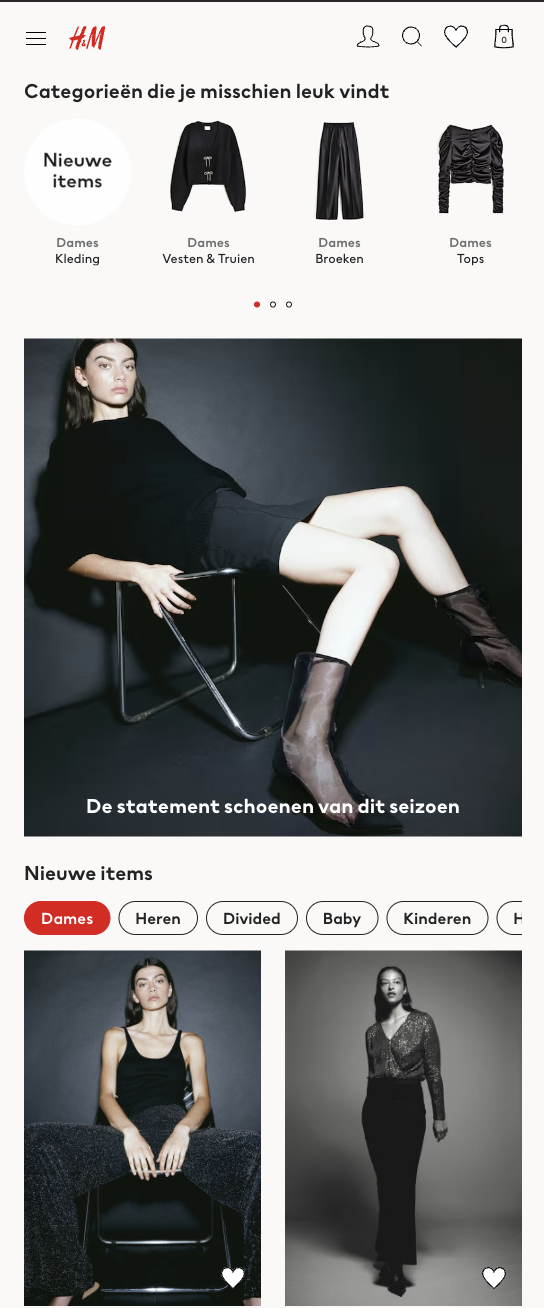 H&M
0
Categorieën die je misschien leuk vindt
Nieuwe
items
Dames
Kleding
Dames
Vesten & Truien
Dames
Broeken
Dames
Tops
De statement schoenen van dit seizoen
Nieuwe items
Dames
Heren
Divided
Baby
Kinderen
H